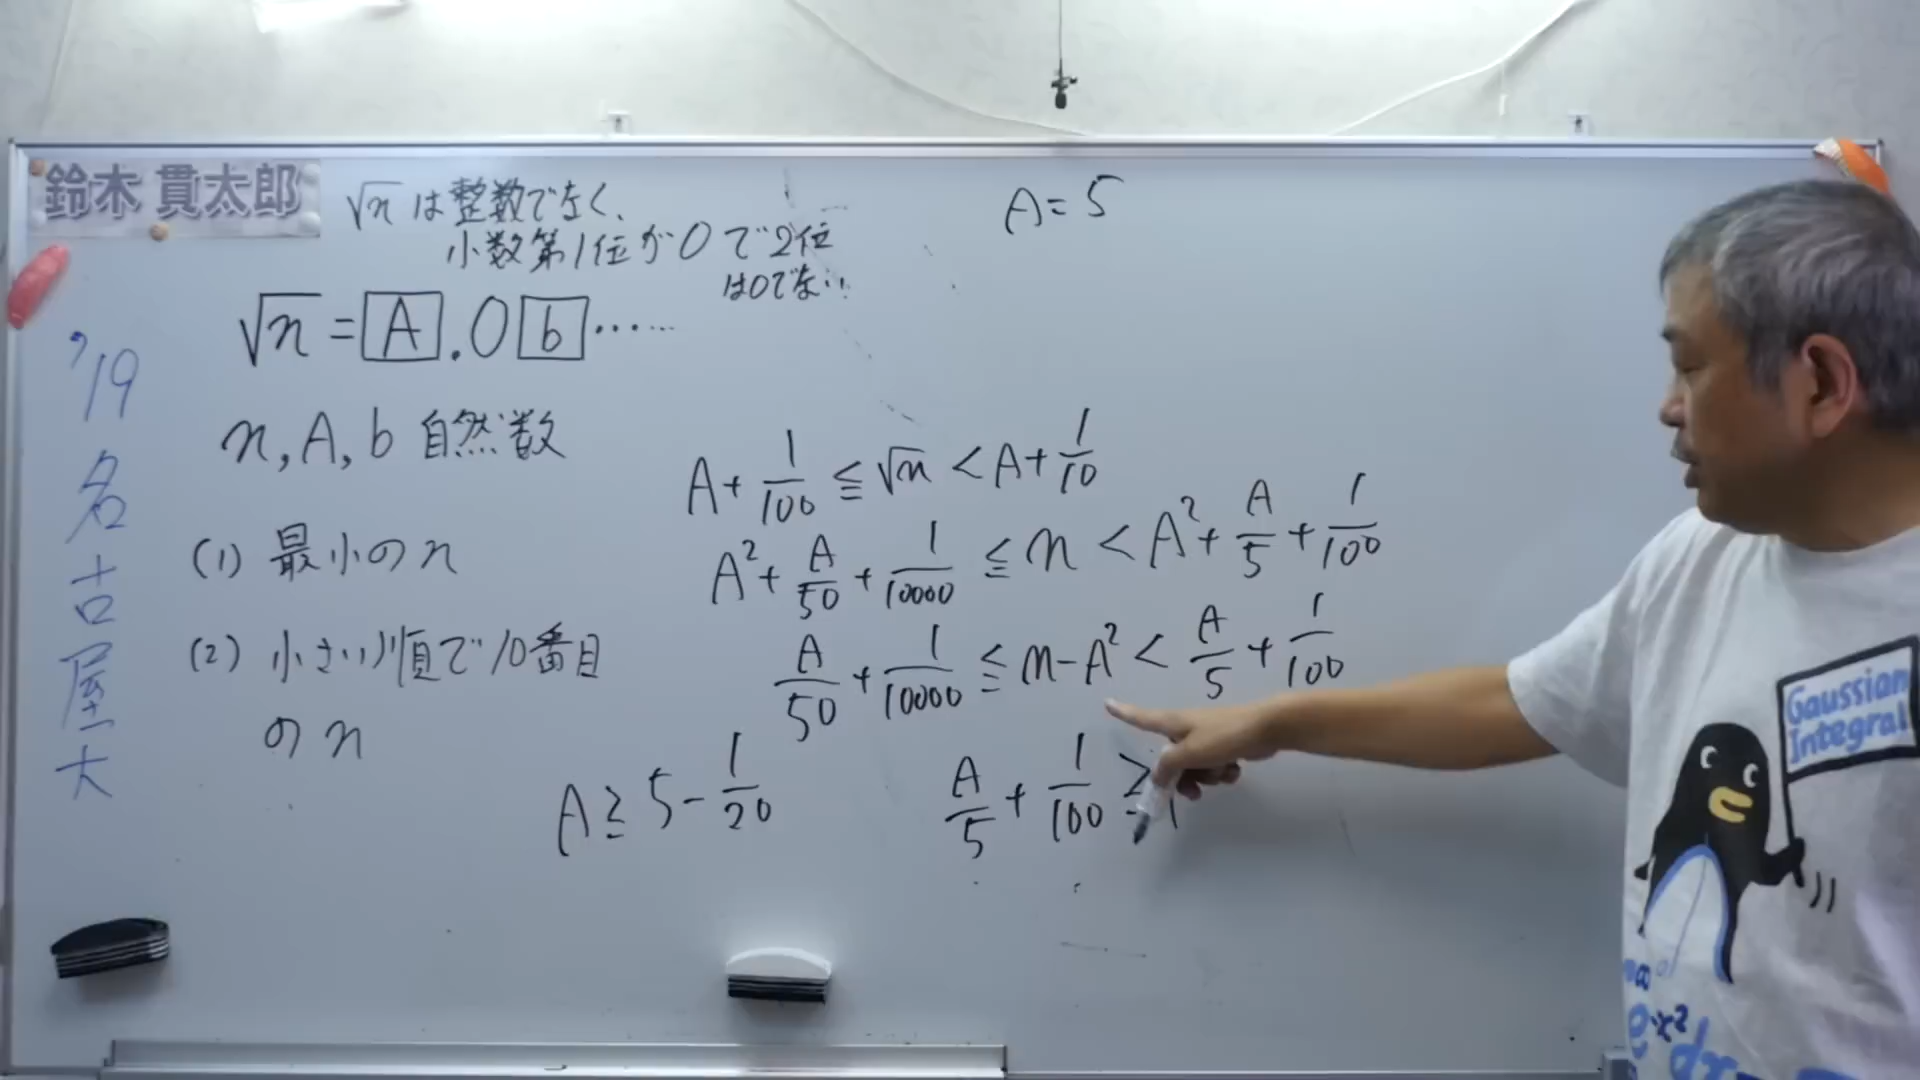 鈴木 貫太郎
√n は整数でなく、
小数第1位が0で2位
は0でない
√n = A . 0 b ......
n, A, b 自然数
'19 名古屋大
(1) 最小のn
(2) 小さい順で10番目
のn
A = 5
A + 1/100 ≦ √n < A + 1/10
A² + A/50 + 1/10000 ≦ n < A² + A/5 + 1/100
A/50 + 1/10000 ≦ n - A² < A/5 + 1/100
A ≧ 5 - 1/20
A/5 + 1/100 ≧ 1
Gaussian
Integral